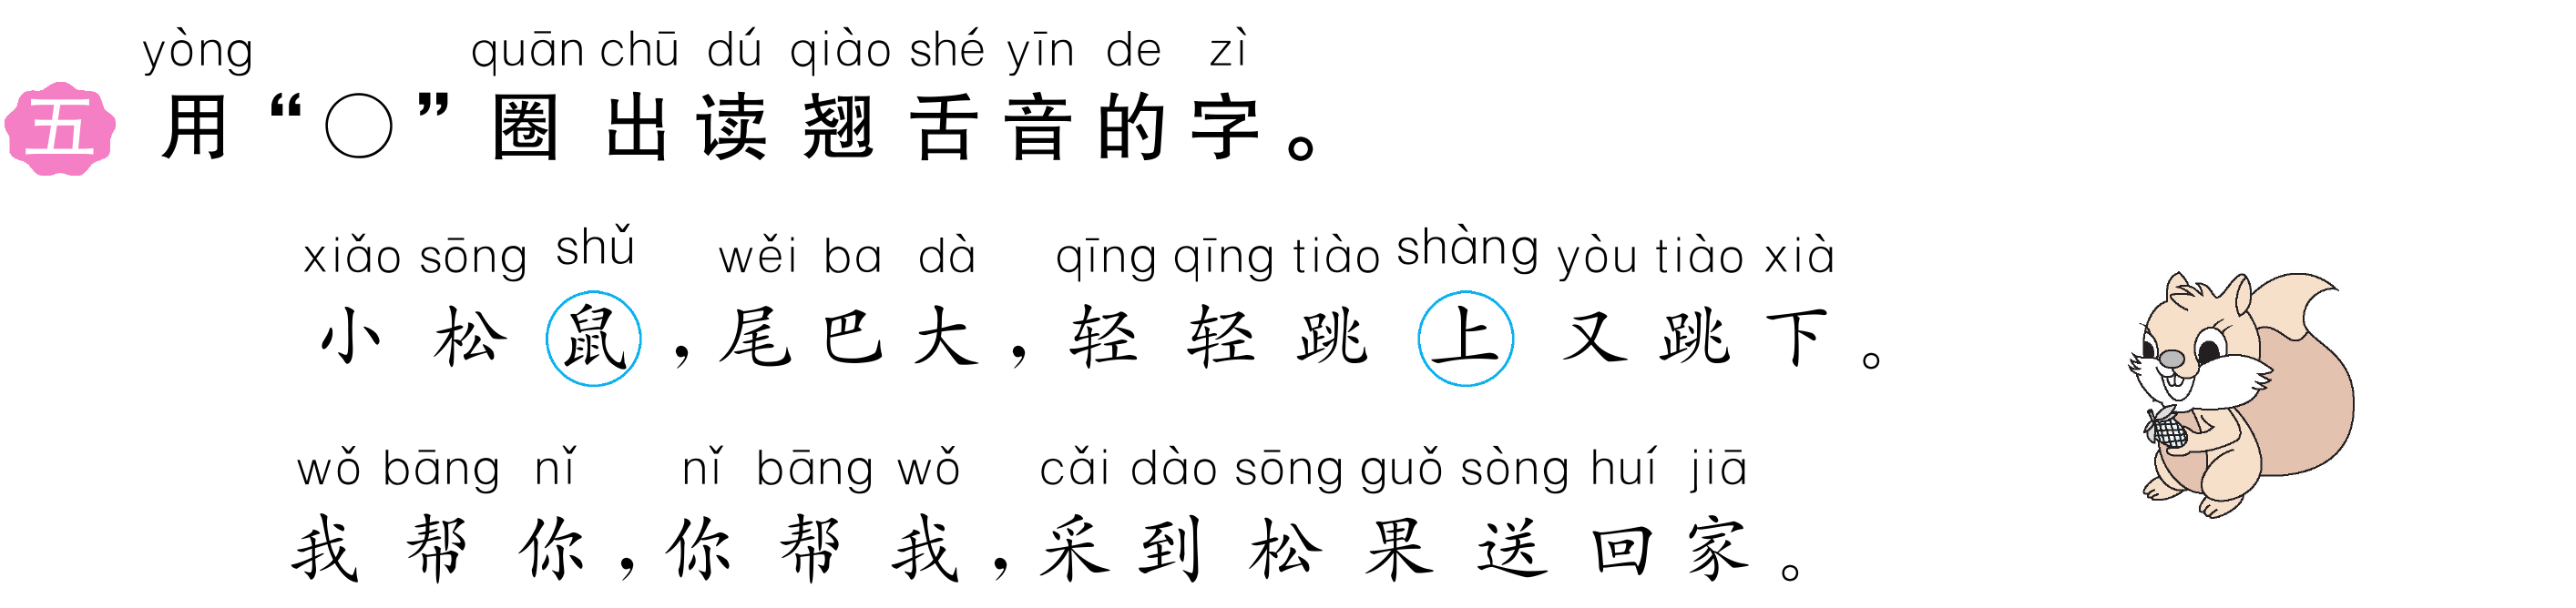 yòng quān chū dú qiào shé yīn de zì
五 用“○”圈出读翘舌音的字。
xiǎo sōng shǔ wěi ba dà qīng qīng tiào shàng yòu tiào xià
小松鼠，尾巴大，轻轻跳上又跳下。
wǒ bāng nǐ nǐ bāng wǒ cǎi dào sōng guǒ sòng huí jiā
我帮你，你帮我，采到松果送回家。